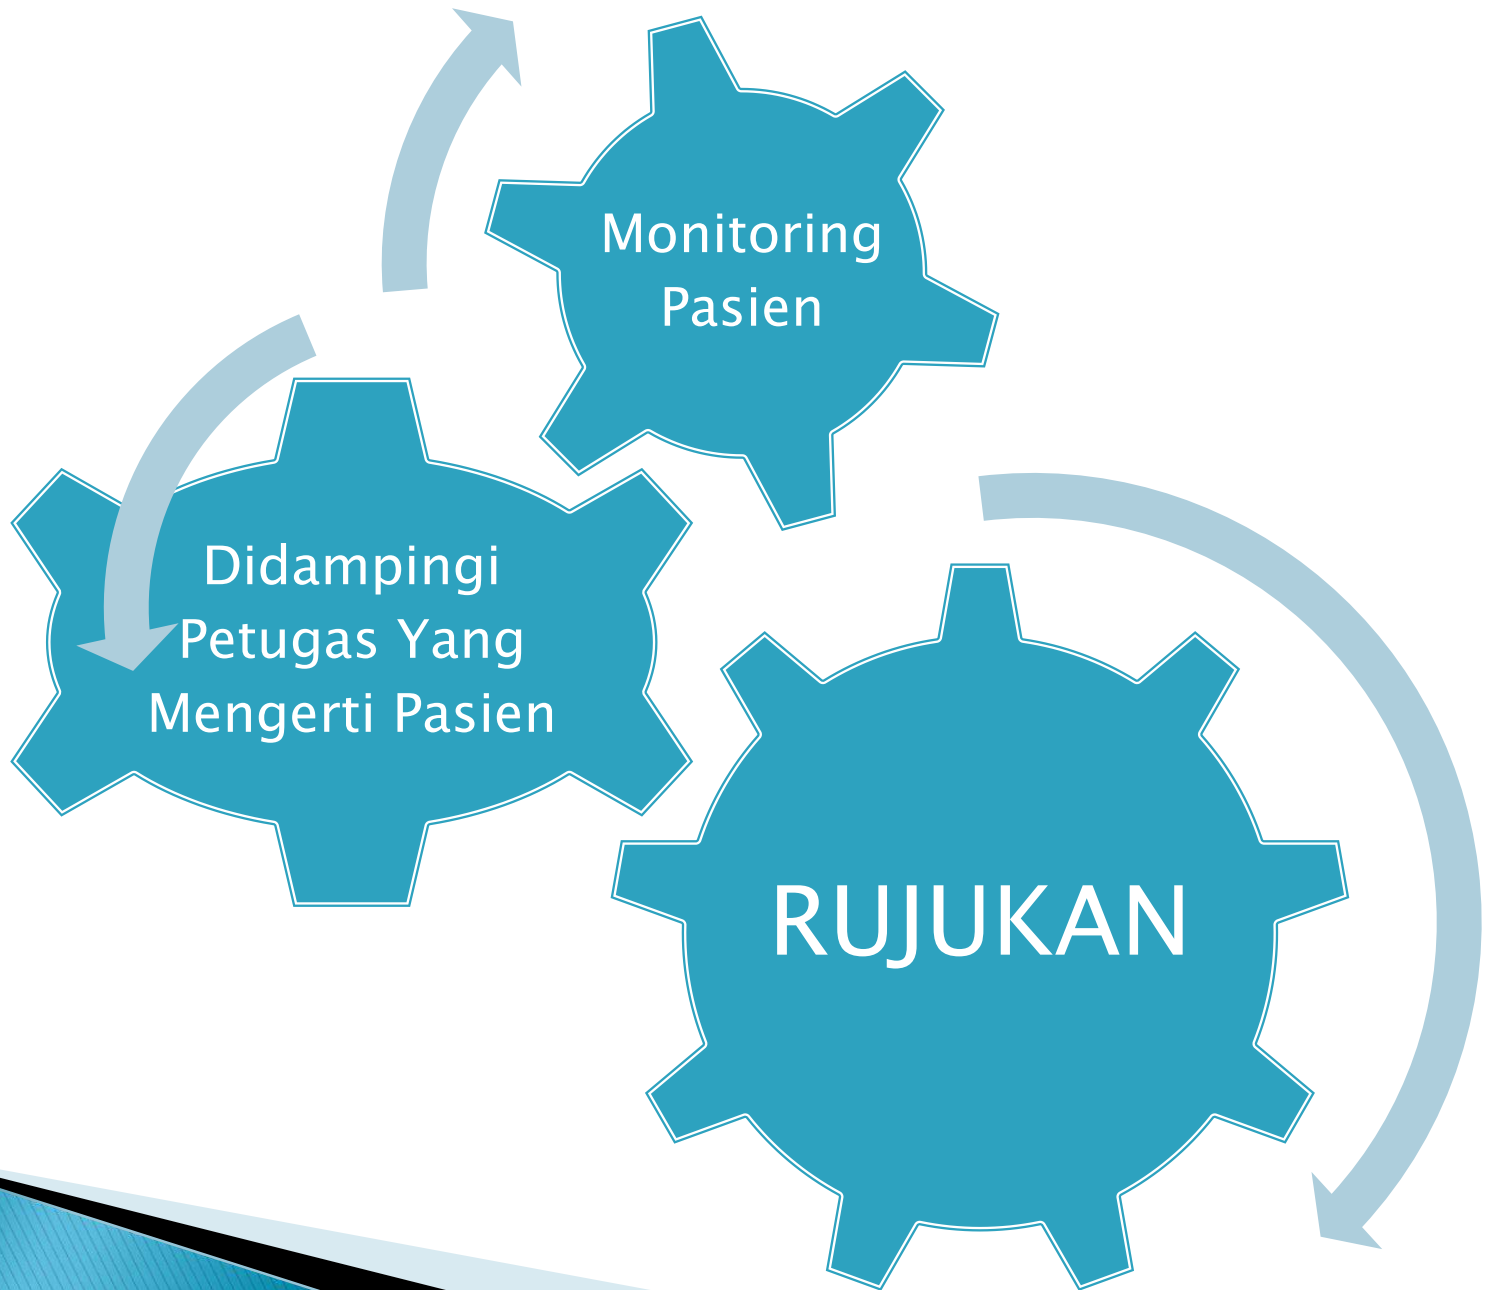 Monitoring
Pasien
Didampingi
Petugas Yang
Mengerti Pasien
RUJUKAN